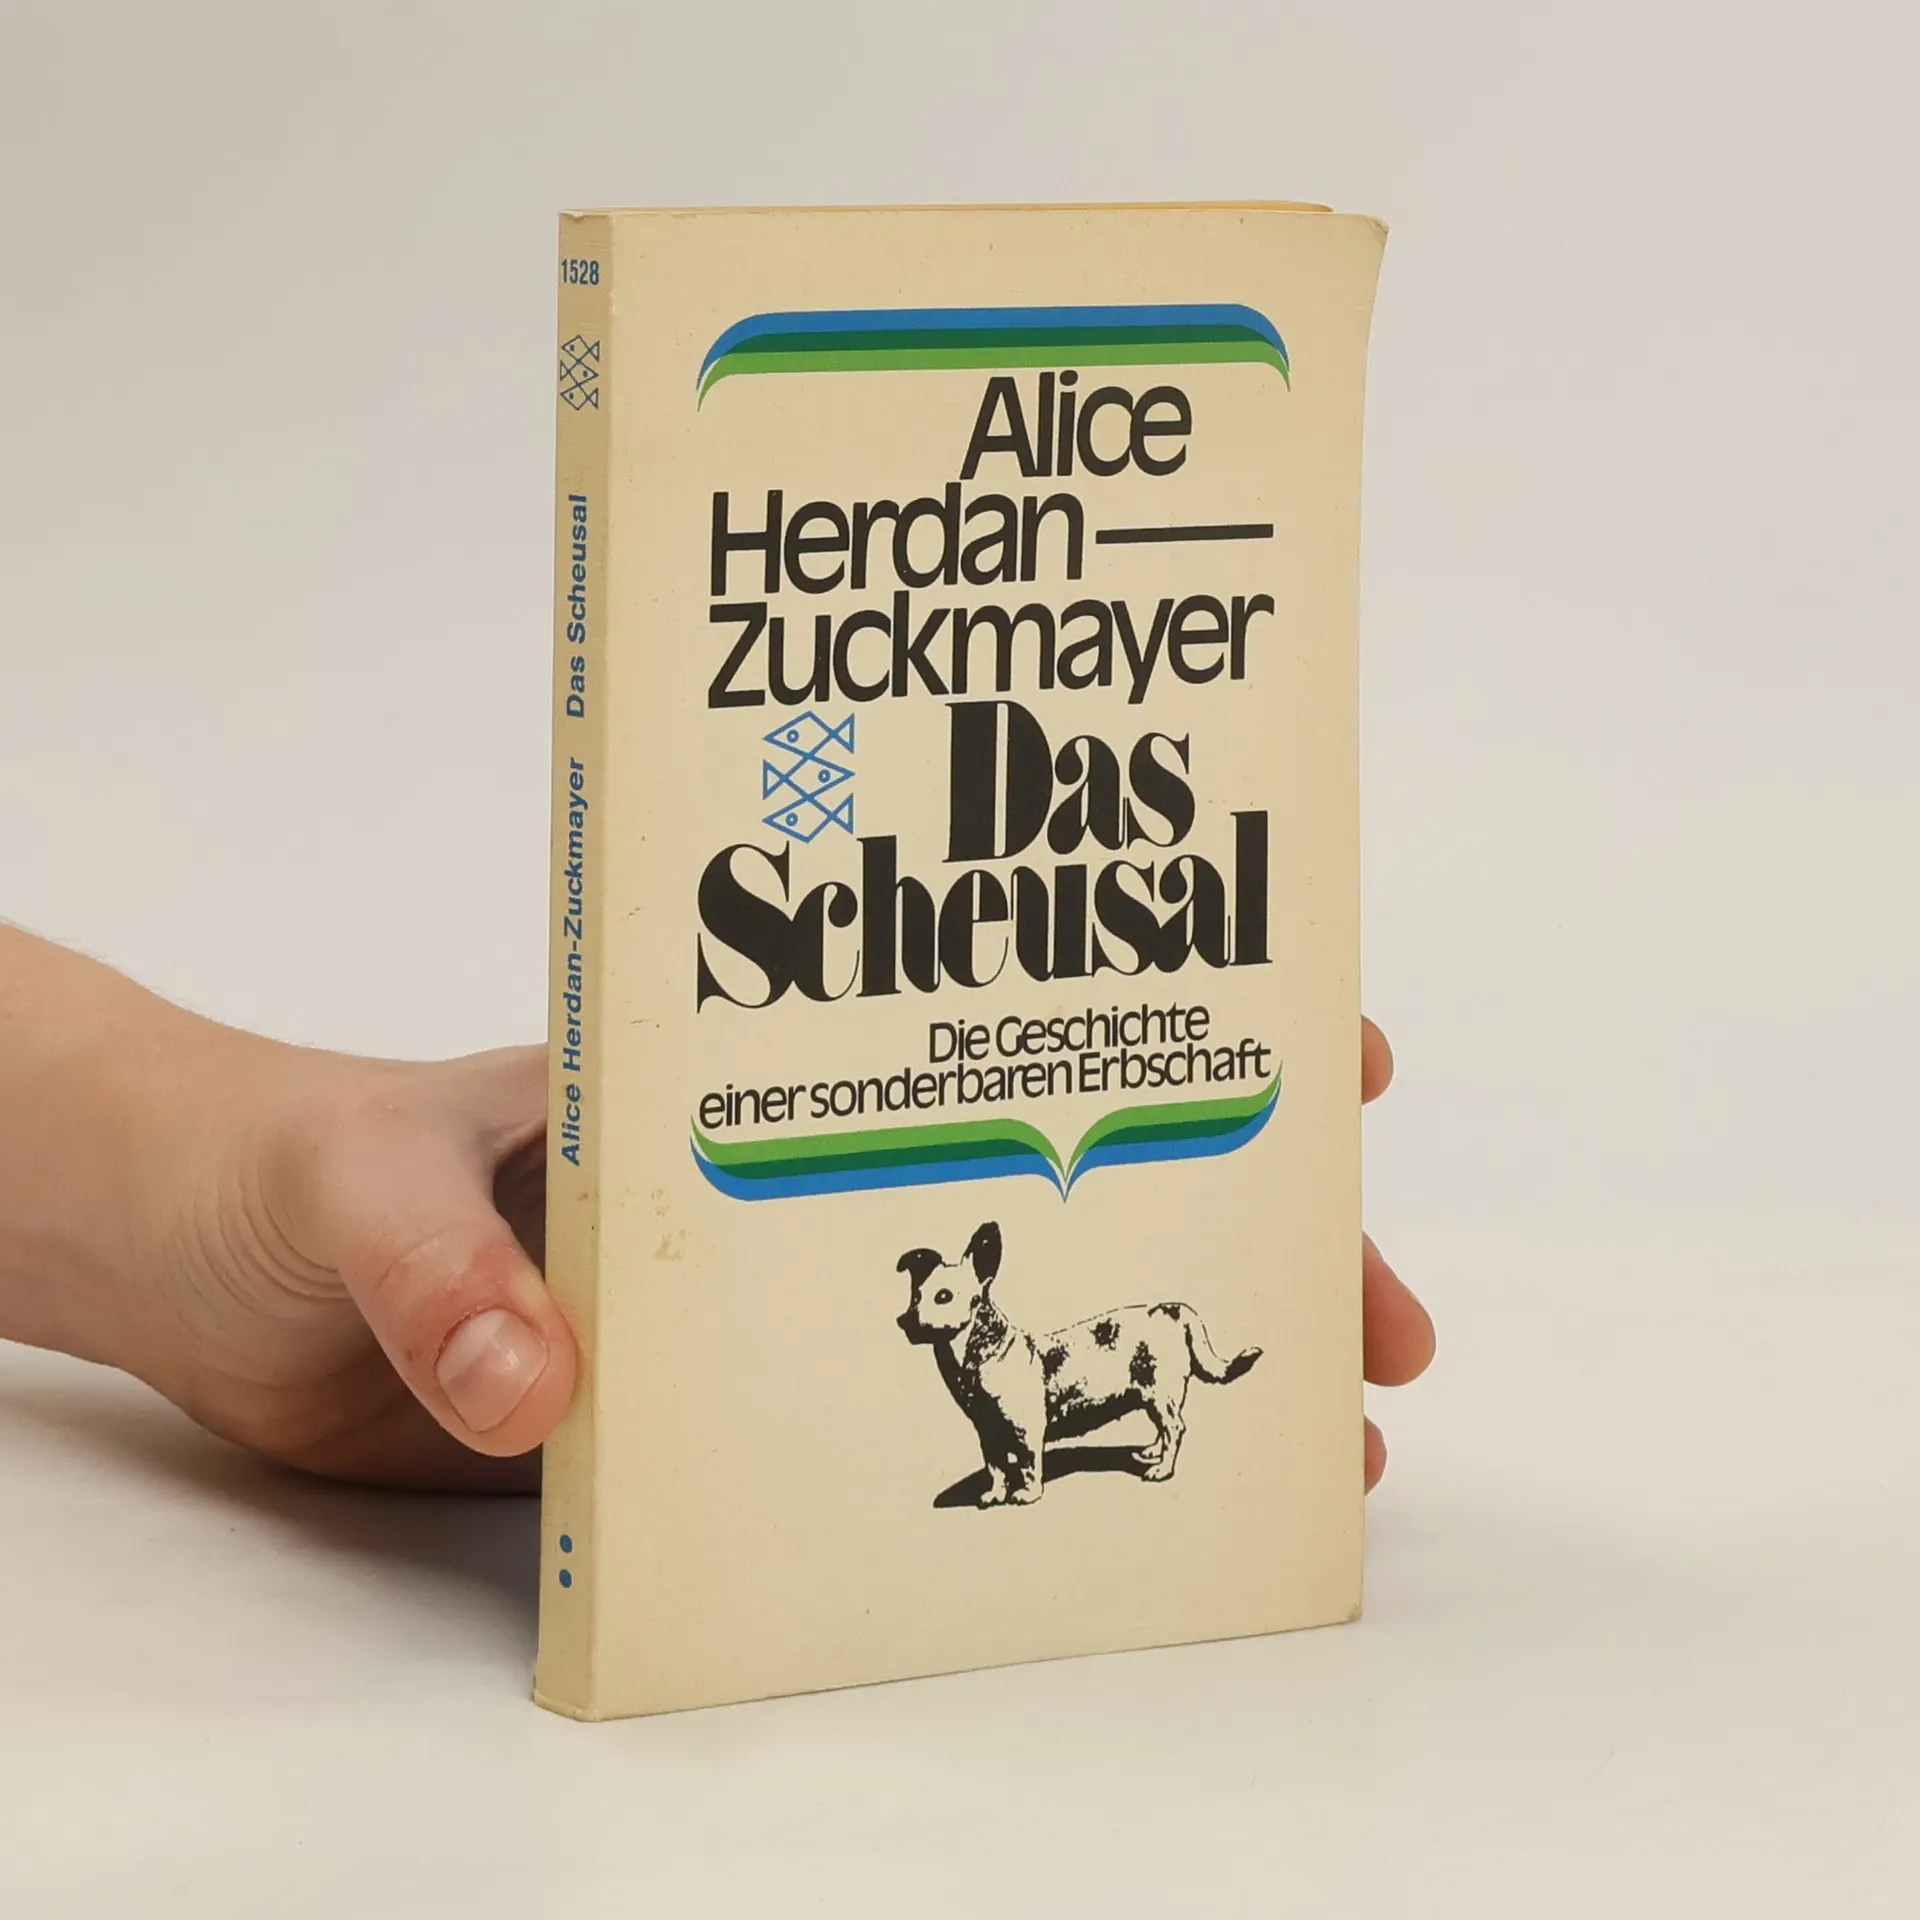 1528
Alice Herdan-Zuckmayer Das Scheusal
Alice
Herdan—
Zuckmayer
Das
Scheusal
Die Geschichte
einer sonderbaren Erbschaft